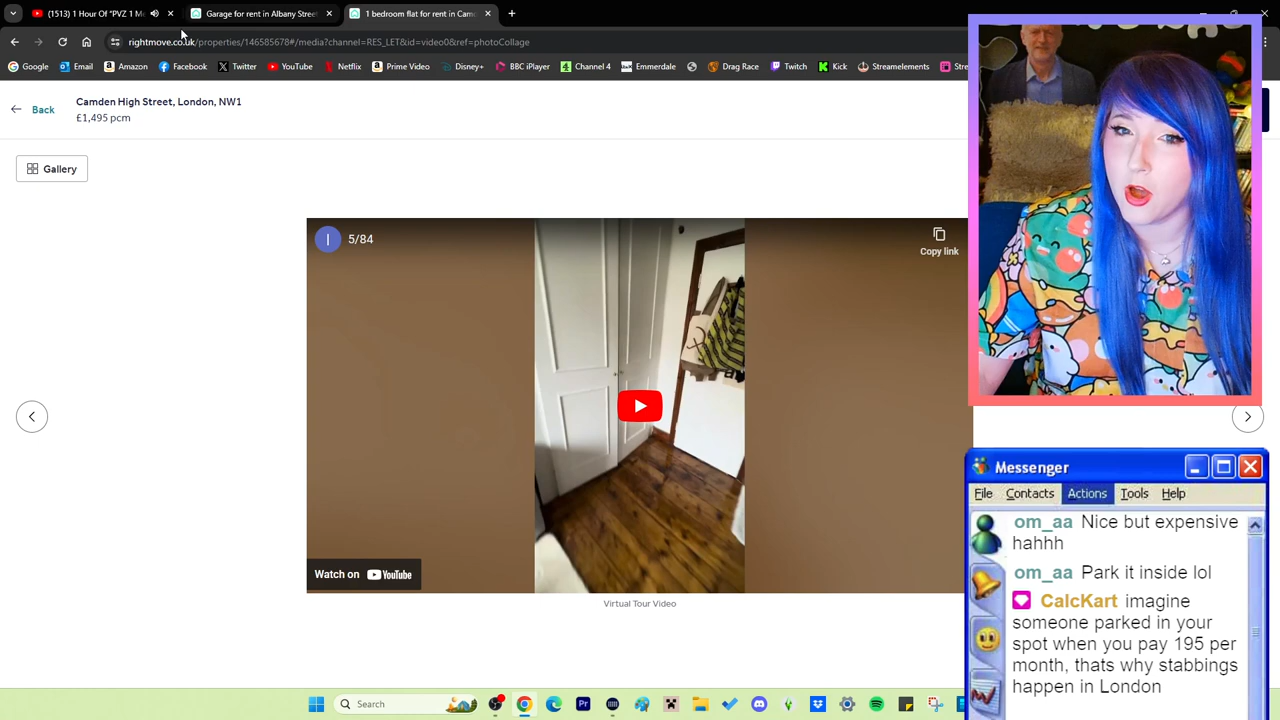 (1513) 1 Hour Of "PVZ 1 M
Garage for rent in Albany Street
1 bedroom flat for rent in Cam
rightmove.co.uk/properties/146585678#/media?channel=RES_LET&id=video0&ref=photoCollage
Google Email Amazon Facebook Twitter YouTube Netflix Prime Video Disney+ BBC iPlayer Channel 4 Emmerdale Drag Race Twitch Kick Streamelements Stre
Back
Camden High Street, London, NW1
£1,495 pcm
Gallery
I 5/84
Copy link
Watch on YouTube
Virtual Tour Video
Messenger
File Contacts Actions Tools Help
om_aa Nice but expensive
hahhh
om_aa Park it inside lol
CalcKart imagine
someone parked in your
spot when you pay 195 per
month, thats why stabbings
happen in London
Search
Pr